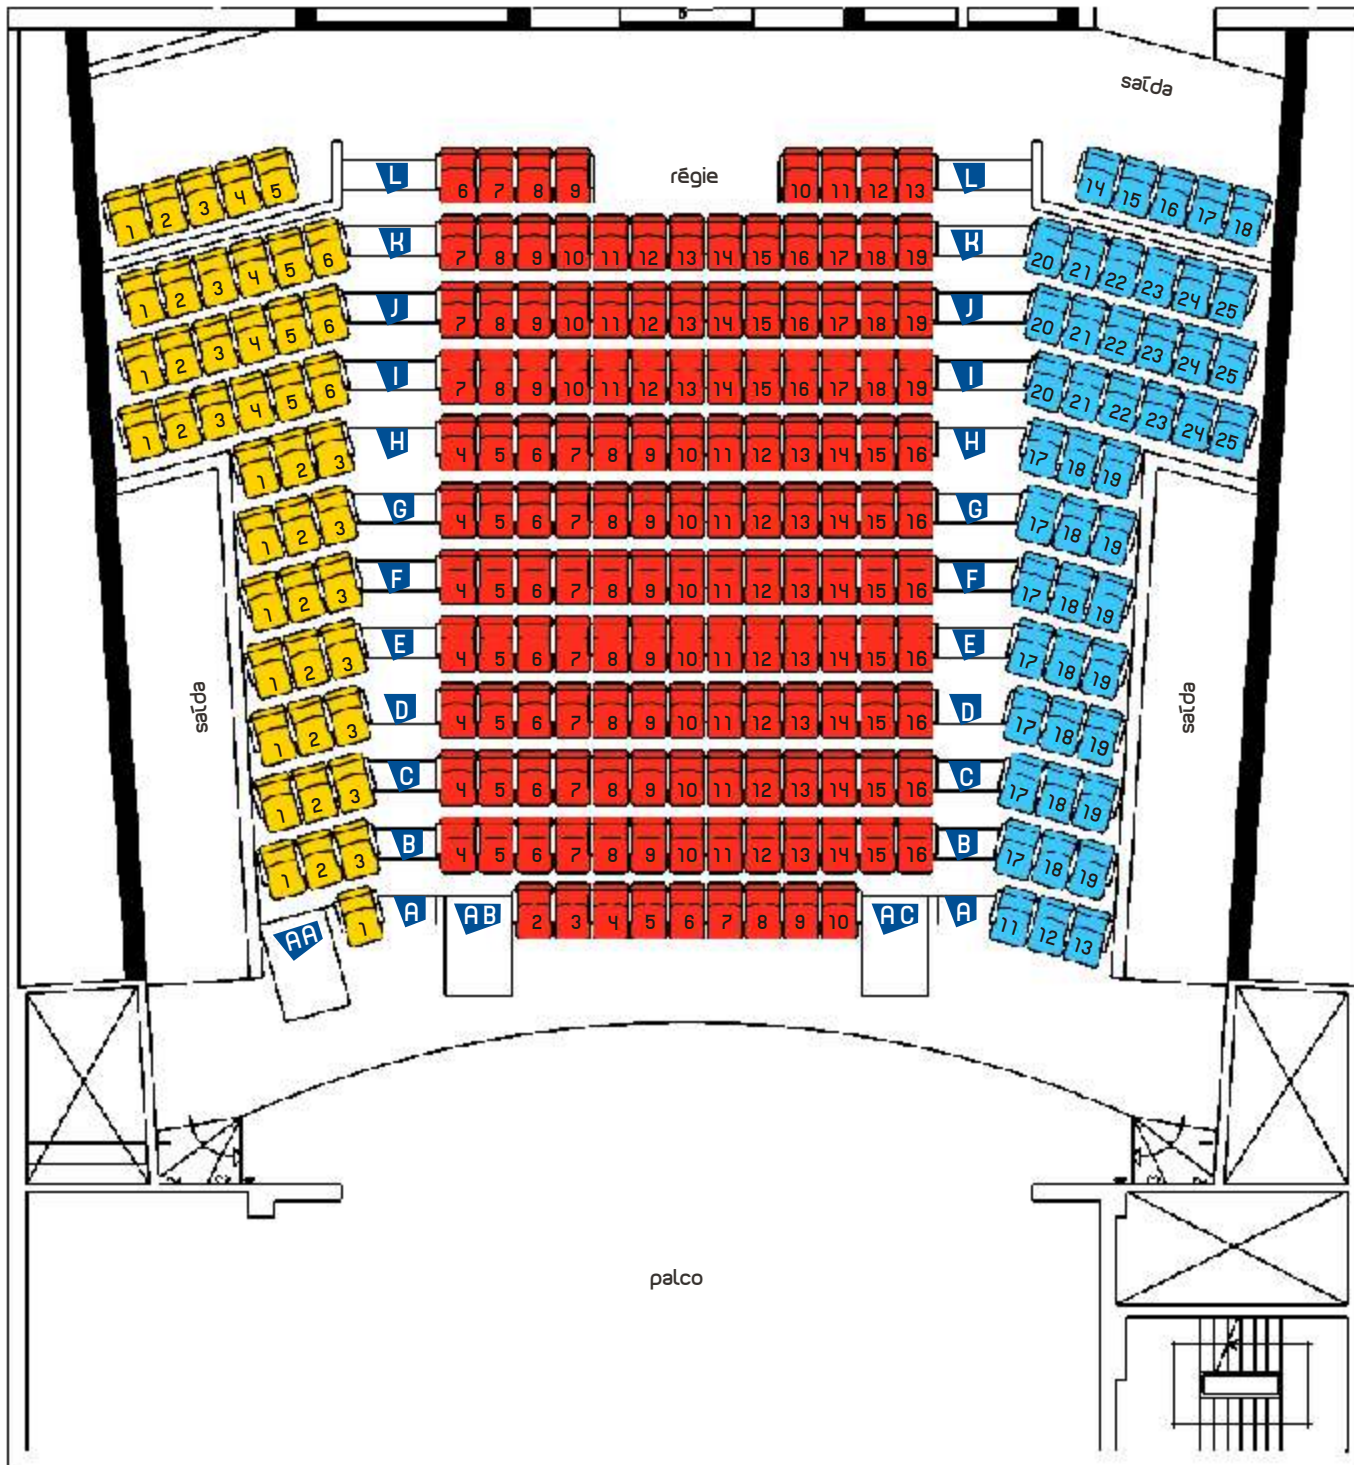 saída
1 2 3 4 5 L 6 7 8 9 régie 10 11 12 13 L 14 15 16 17 18
1 2 3 4 5 6 K 7 8 9 10 11 12 13 14 15 16 17 18 19 K 20 21 22 23 24 25
1 2 3 4 5 6 J 7 8 9 10 11 12 13 14 15 16 17 18 19 J 20 21 22 23 24 25
1 2 3 4 5 6 I 7 8 9 10 11 12 13 14 15 16 17 18 19 I 20 21 22 23 24 25
1 2 3 H 4 5 6 7 8 9 10 11 12 13 14 15 16 H 17 18 19
1 2 3 G 4 5 6 7 8 9 10 11 12 13 14 15 16 G 17 18 19
1 2 3 F 4 5 6 7 8 9 10 11 12 13 14 15 16 F 17 18 19
1 2 3 E 4 5 6 7 8 9 10 11 12 13 14 15 16 E 17 18 19
saída
1 2 3 D 4 5 6 7 8 9 10 11 12 13 14 15 16 D 17 18 19
saída
1 2 3 C 4 5 6 7 8 9 10 11 12 13 14 15 16 C 17 18 19
1 2 3 B 4 5 6 7 8 9 10 11 12 13 14 15 16 B 17 18 19
AA 1 A AB 2 3 4 5 6 7 8 9 10 AC A 11 12 13
palco